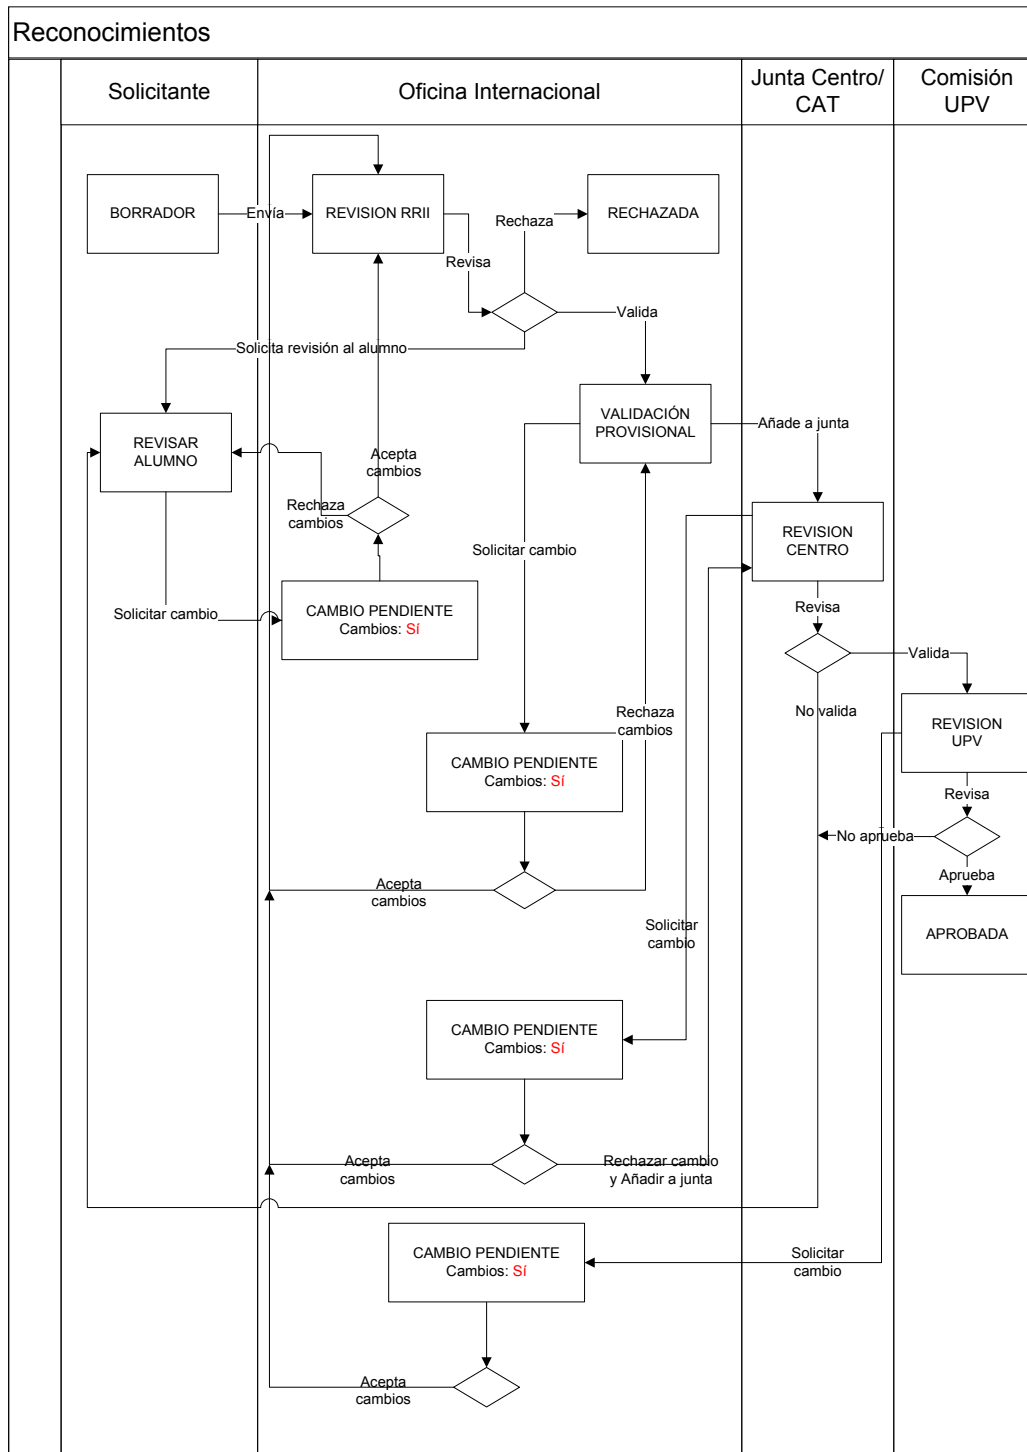 Reconocimientos
Solicitante
Oficina Internacional
Junta Centro/
CAT
Comisión
UPV
BORRADOR
Envía
REVISION RRII
Revisa
Rechaza
RECHAZADA
Valida
Solicita revisión al alumno
REVISAR
ALUMNO
VALIDACIÓN
PROVISIONAL
Añade a junta
Acepta
cambios
Rechaza
cambios
REVISION
CENTRO
Solicitar cambio
Solicitar cambio
CAMBIO PENDIENTE
Cambios: Sí
Revisa
Valida
No valida
Rechaza
cambios
REVISION
UPV
CAMBIO PENDIENTE
Cambios: Sí
Revisa
No aprueba
Aprueba
Acepta
cambios
APROBADA
Solicitar
cambio
CAMBIO PENDIENTE
Cambios: Sí
Acepta
cambios
Rechazar cambio
y Añadir a junta
CAMBIO PENDIENTE
Cambios: Sí
Solicitar
cambio
Acepta
cambios